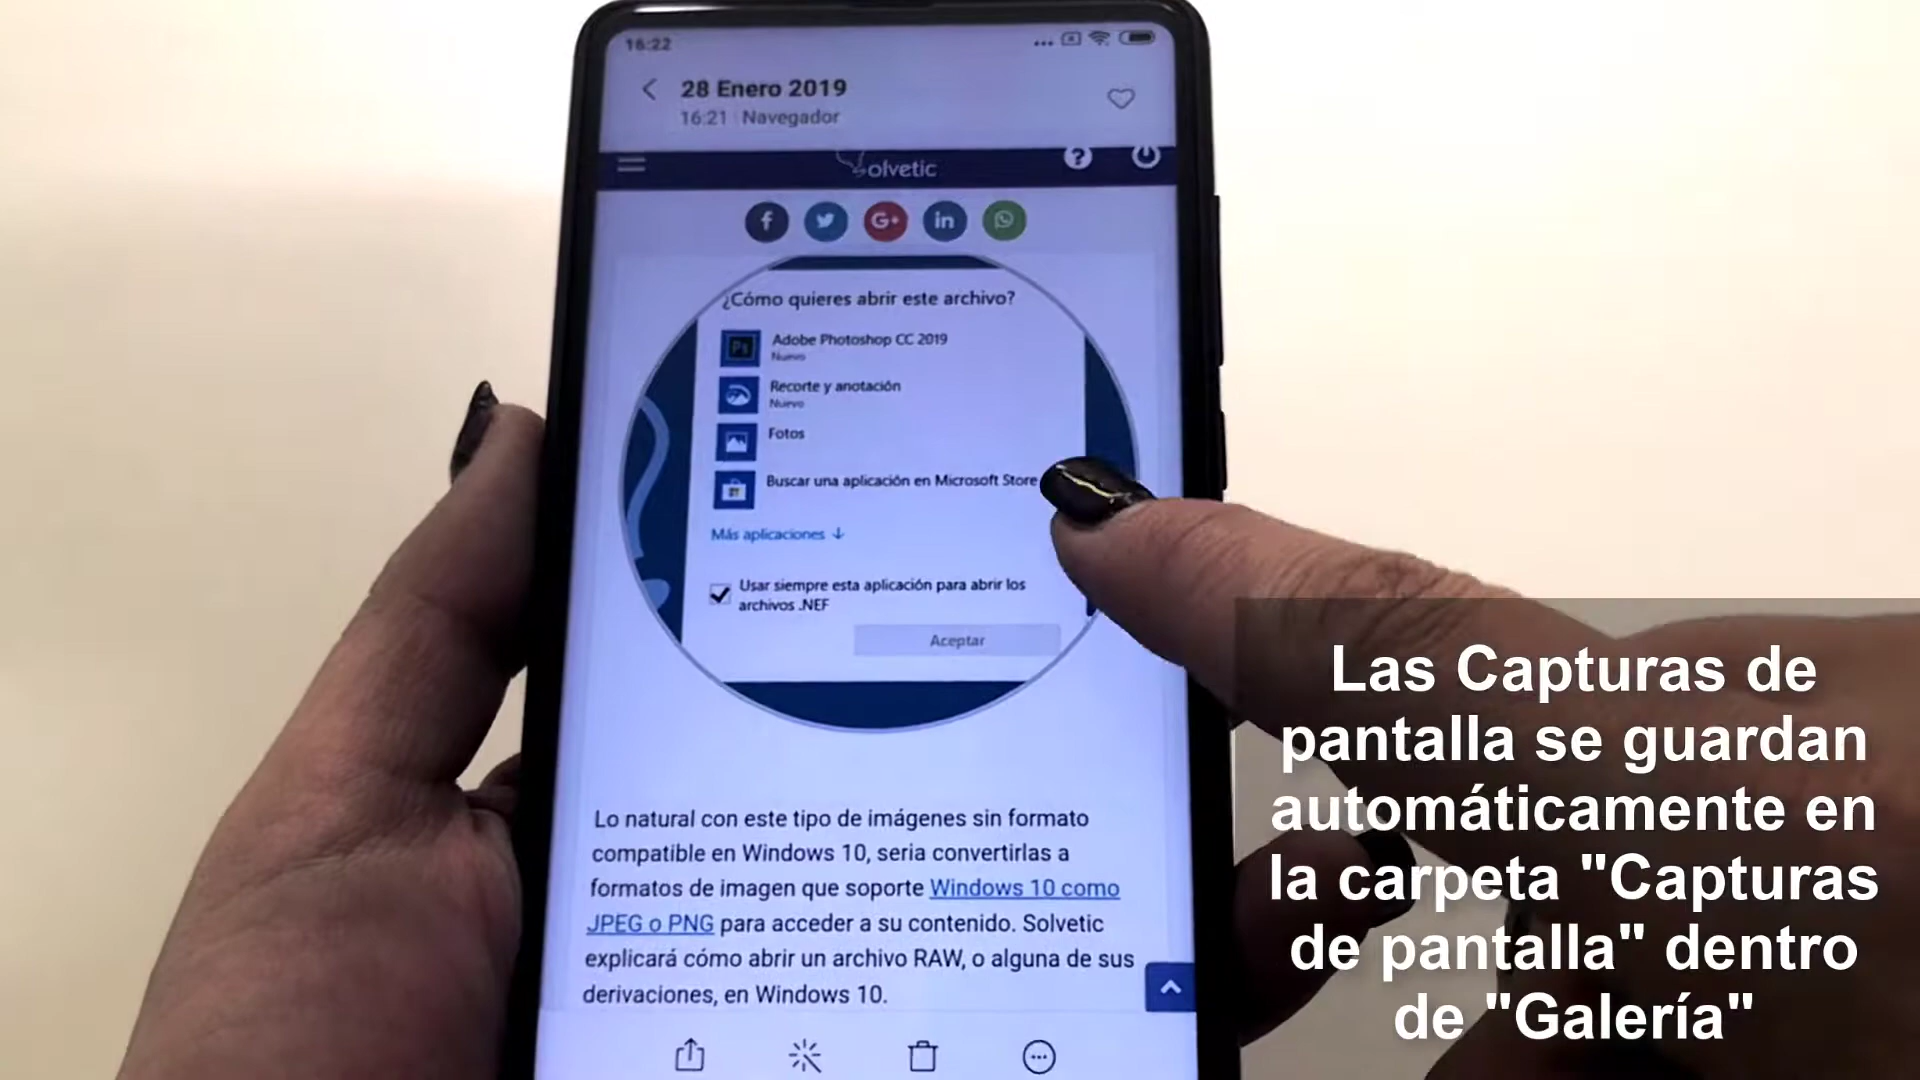 16:22
28 Enero 2019
16:21 Navegador
Solvetic
?
f
G+
in
¿Cómo quieres abrir este archivo?
Ps
Adobe Photoshop CC 2019
Nuevo
Recorte y anotación
Nuevo
Fotos
Buscar una aplicación en Microsoft Store
Más aplicaciones
Usar siempre esta aplicación para abrir los
archivos .NEF
Aceptar
Lo natural con este tipo de imágenes sin formato
compatible en Windows 10, seria convertirlas a
formatos de imagen que soporte Windows 10 como
JPEG o PNG para acceder a su contenido. Solvetic
explicará cómo abrir un archivo RAW, o alguna de sus
derivaciones, en Windows 10.
Las Capturas de
pantalla se guardan
automáticamente en
la carpeta "Capturas
de pantalla" dentro
de "Galería"